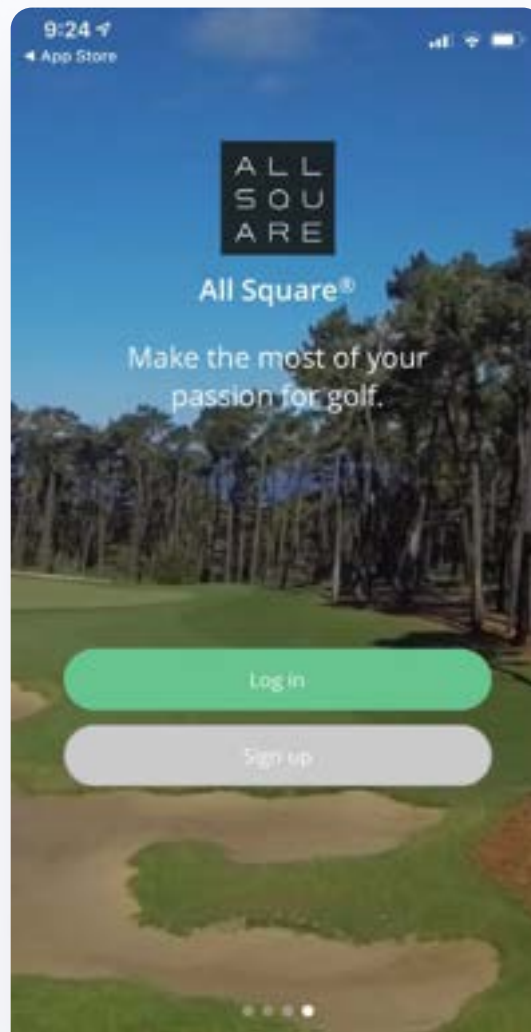 9:24
App Store
ALL
SQU
ARE
All Square®
Make the most of your
passion for golf.
Log in
Sign up